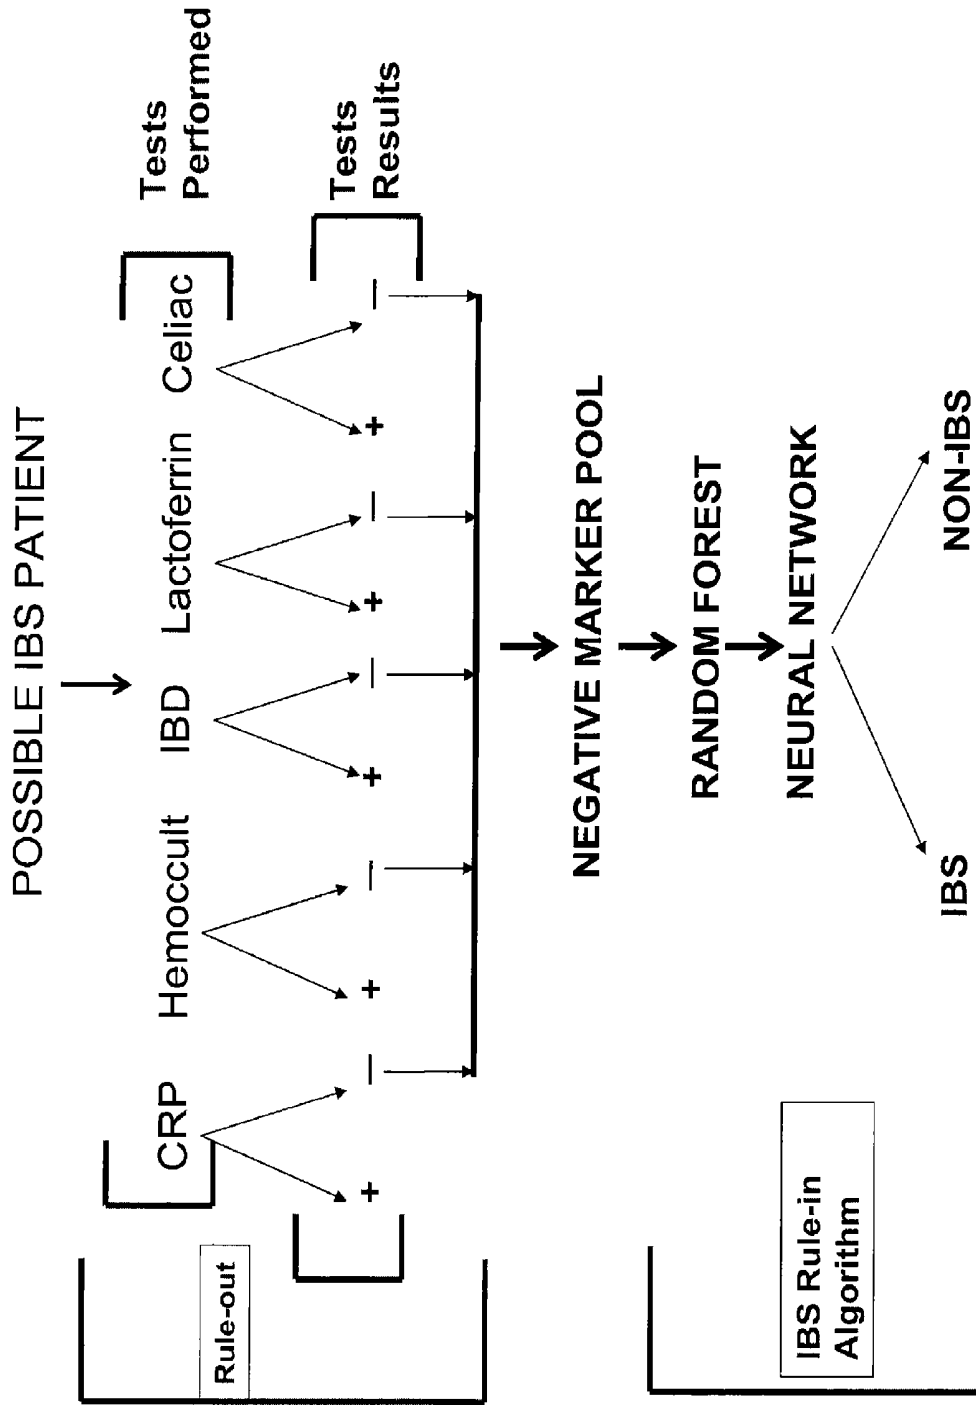 POSSIBLE IBS PATIENT
CRP Hemoccult IBD Lactoferrin Celiac
Tests
Performed
Rule-out
+ — + — + — + — + —
Tests
Results
NEGATIVE MARKER POOL
RANDOM FOREST
NEURAL NETWORK
IBS Rule-in
Algorithm
IBS NON-IBS